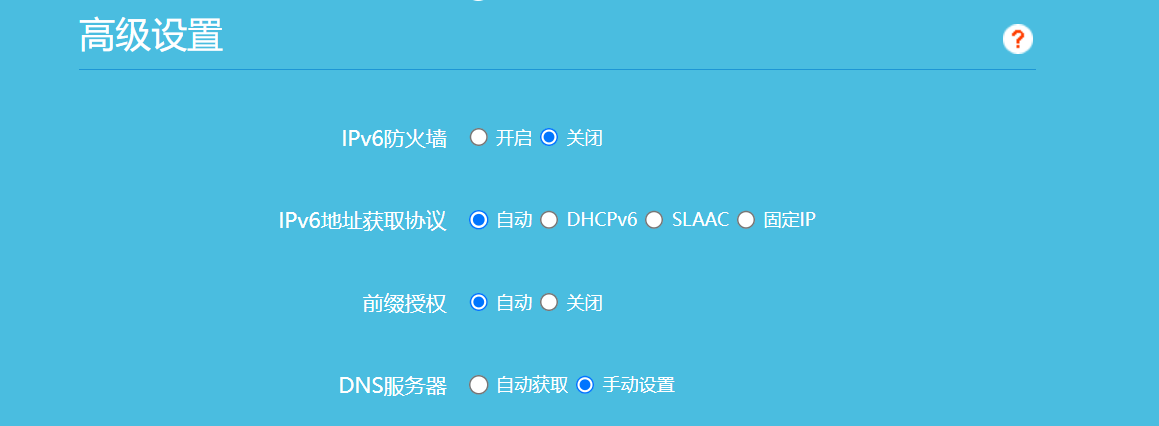 高级设置
?
IPv6防火墙 开启 关闭
IPv6地址获取协议 自动 DHCPv6 SLAAC 固定IP
前缀授权 自动 关闭
DNS服务器 自动获取 手动设置